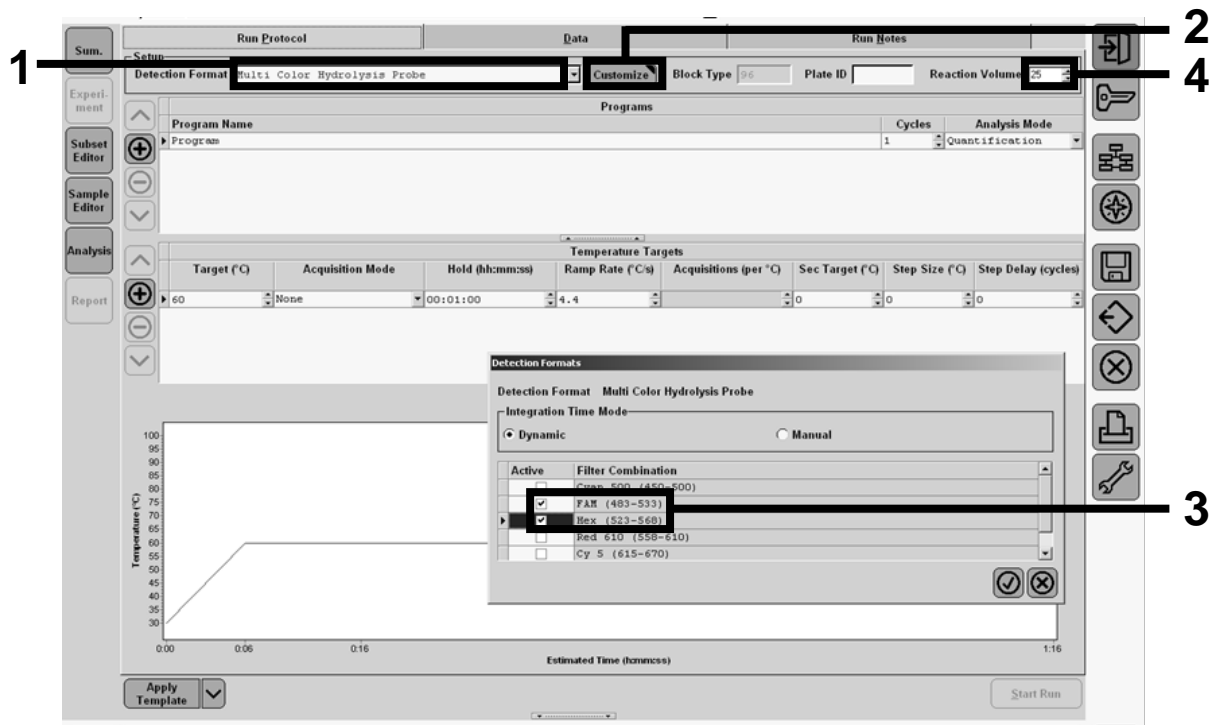 1
2
3
4
Sum.
Experi-
ment
Subset
Editor
Sample
Editor
Analysis
Report
Run Protocol
Data
Run Notes
Setup
Detection Format
Multi Color Hydrolysis Probe
Customize
Block Type
96
Plate ID
Reaction Volume
25
Programs
Program Name
Cycles
Analysis Mode
Program
1
Quantification
Temperature Targets
Target (°C)
Acquisition Mode
Hold (hh:mm:ss)
Ramp Rate (°C/s)
Acquisitions (per °C)
Sec Target (°C)
Step Size (°C)
Step Delay (cycles)
60
None
00:01:00
4.4
0
0
0
Detection Formats
Detection Format Multi Color Hydrolysis Probe
Integration Time Mode
Dynamic
Manual
Active
Filter Combination
Cyan 500 (450-500)
FAM (483-533)
Hex (523-568)
Red 610 (558-610)
Cy 5 (615-670)
Temperature (°C)
100
95
90
85
80
75
70
65
60
55
50
45
40
35
30
0:00
0:06
0:16
1:16
Estimated Time (h:mm:ss)
Apply
Template
Start Run